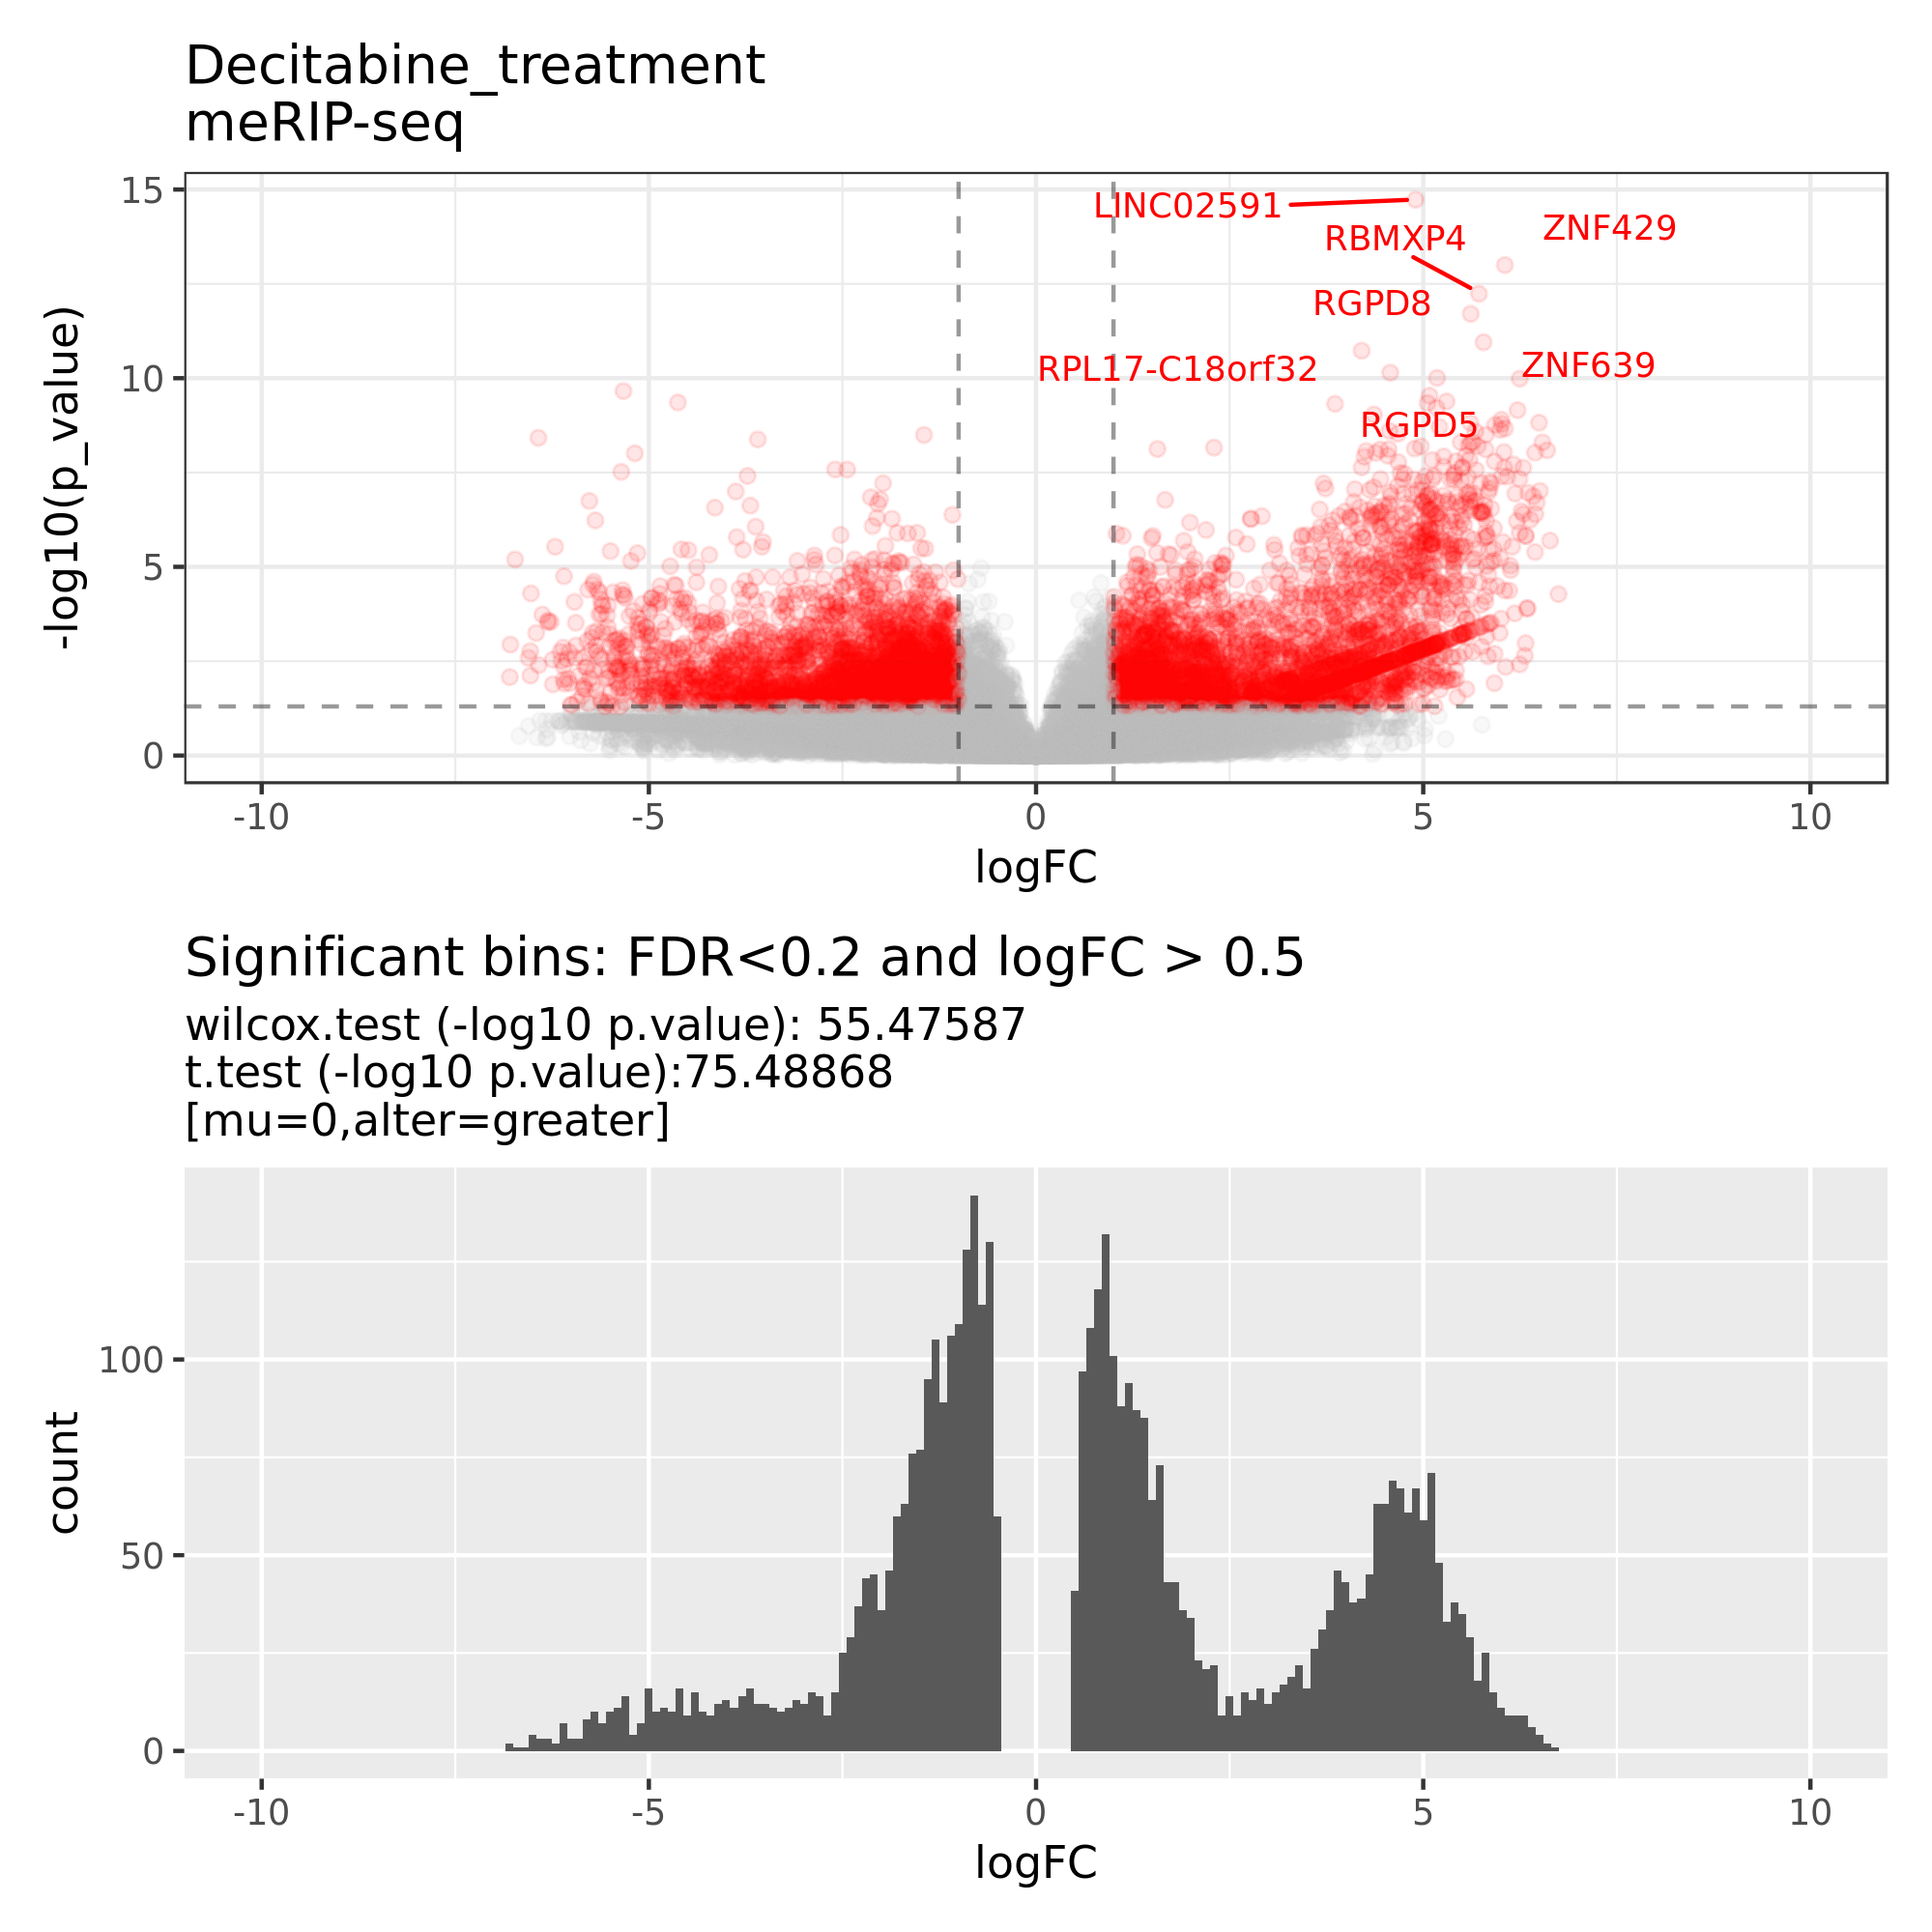 Decitabine_treatment
meRIP-seq
-log10(p_value)
15
10
5
0
LINC02591
ZNF429
RBMXP4
RGPD8
RPL17-C18orf32
ZNF639
RGPD5
-10 -5 0 5 10
logFC
Significant bins: FDR<0.2 and logFC > 0.5
wilcox.test (-log10 p.value): 55.47587
t.test (-log10 p.value):75.48868
[mu=0,alter=greater]
count
100
50
0
-10 -5 0 5 10
logFC